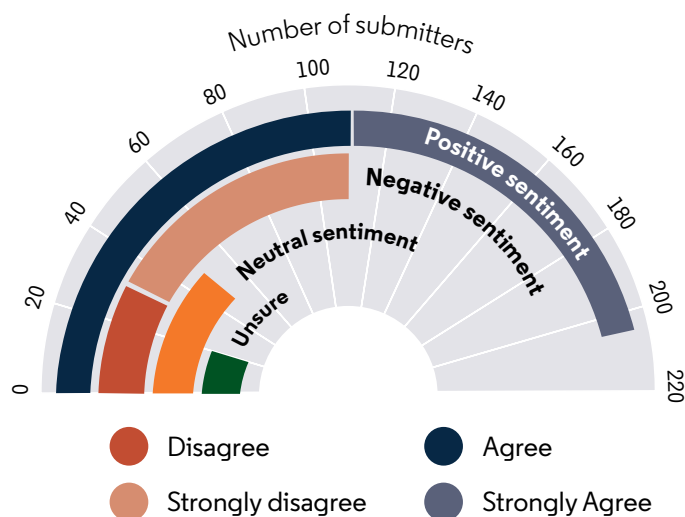 Number of submitters
0
20
40
60
80
100
120
140
160
180
200
220
Positive sentiment
Negative sentiment
Neutral sentiment
Unsure
Disagree
Agree
Strongly disagree
Strongly Agree